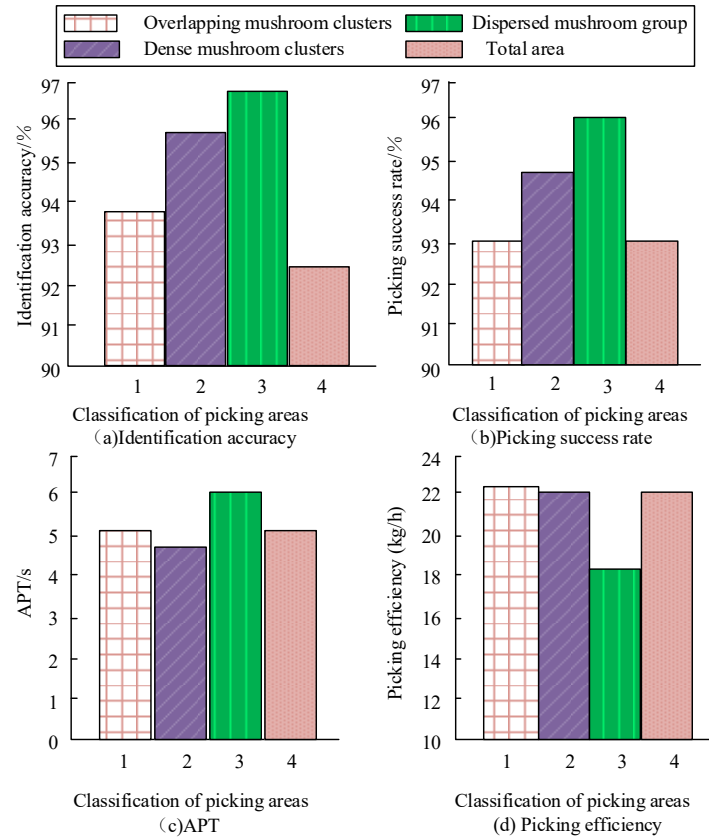 Overlapping mushroom clusters
Dispersed mushroom group
Dense mushroom clusters
Total area
Identification accuracy/%
97
96
95
94
93
92
91
90
1 2 3 4
Classification of picking areas
（a)Identification accuracy
Picking success rate/%
97
96
95
94
93
92
91
90
1 2 3 4
Classification of picking areas
（b)Picking success rate
APT/s
7
6
5
4
3
2
1
0
1 2 3 4
Classification of picking areas
（c)APT
Picking efficiency (kg/h)
24
22
20
18
16
14
12
10
1 2 3 4
Classification of picking areas
(d) Picking efficiency